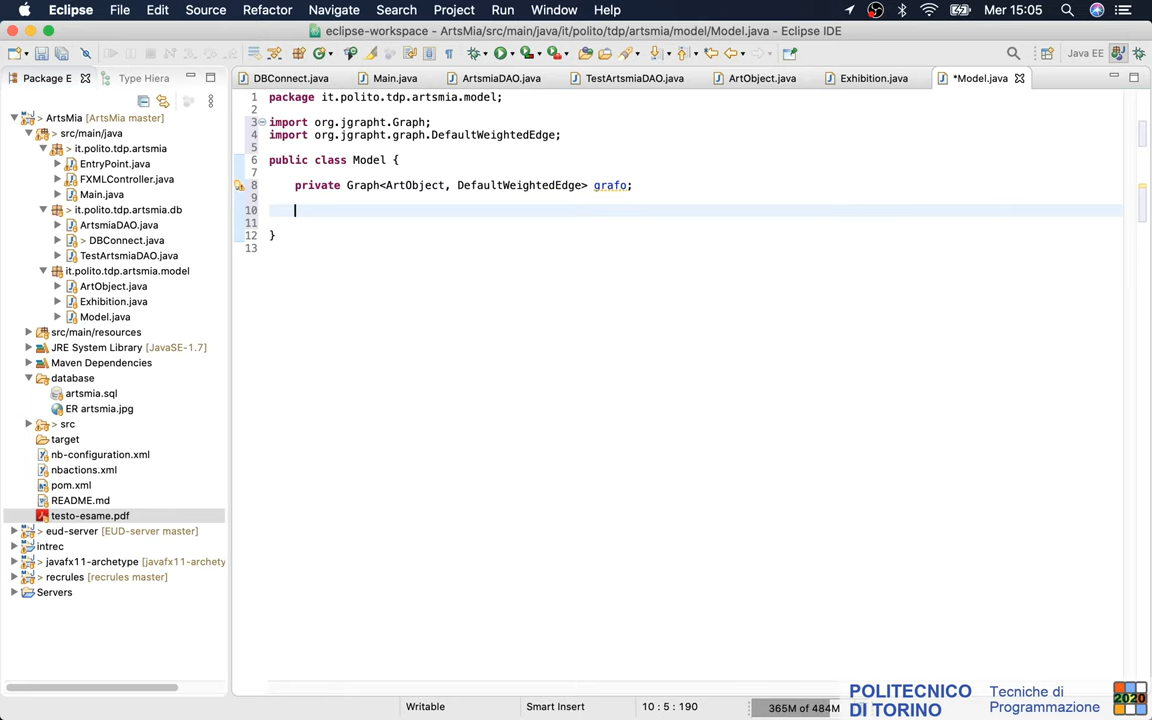 Eclipse File Edit Source Refactor Navigate Search Project Run Window Help Mer 15:05
eclipse-workspace - ArtsMia/src/main/java/it/polito/tdp/artsmia/model/Model.java - Eclipse IDE
Java EE
Package E Type Hiera
DBConnect.java Main.java ArtsmiaDAO.java TestArtsmiaDAO.java ArtObject.java Exhibition.java *Model.java
> ArtsMia [ArtsMia master]
> src/main/java
> it.polito.tdp.artsmia
EntryPoint.java
FXMLController.java
Main.java
> it.polito.tdp.artsmia.db
ArtsmiaDAO.java
> DBConnect.java
TestArtsmiaDAO.java
it.polito.tdp.artsmia.model
ArtObject.java
Exhibition.java
Model.java
src/main/resources
JRE System Library [JavaSE-1.7]
Maven Dependencies
database
artsmia.sql
ER artsmia.jpg
> src
target
nb-configuration.xml
nbactions.xml
pom.xml
README.md
testo-esame.pdf
> eud-server [EUD-server master]
intrec
> javafx11-archetype [javafx11-archety
> recrules [recrules master]
Servers
1 package it.polito.tdp.artsmia.model;
2
3 import org.jgrapht.Graph;
4 import org.jgrapht.graph.DefaultWeightedEdge;
5
6 public class Model {
7
8 private Graph<ArtObject, DefaultWeightedEdge> grafo;
9
10
11
12 }
13
Writable Smart Insert 10 : 5 : 190 365M of 484M
POLITECNICO
DI TORINO
Tecniche di
Programmazione
2020